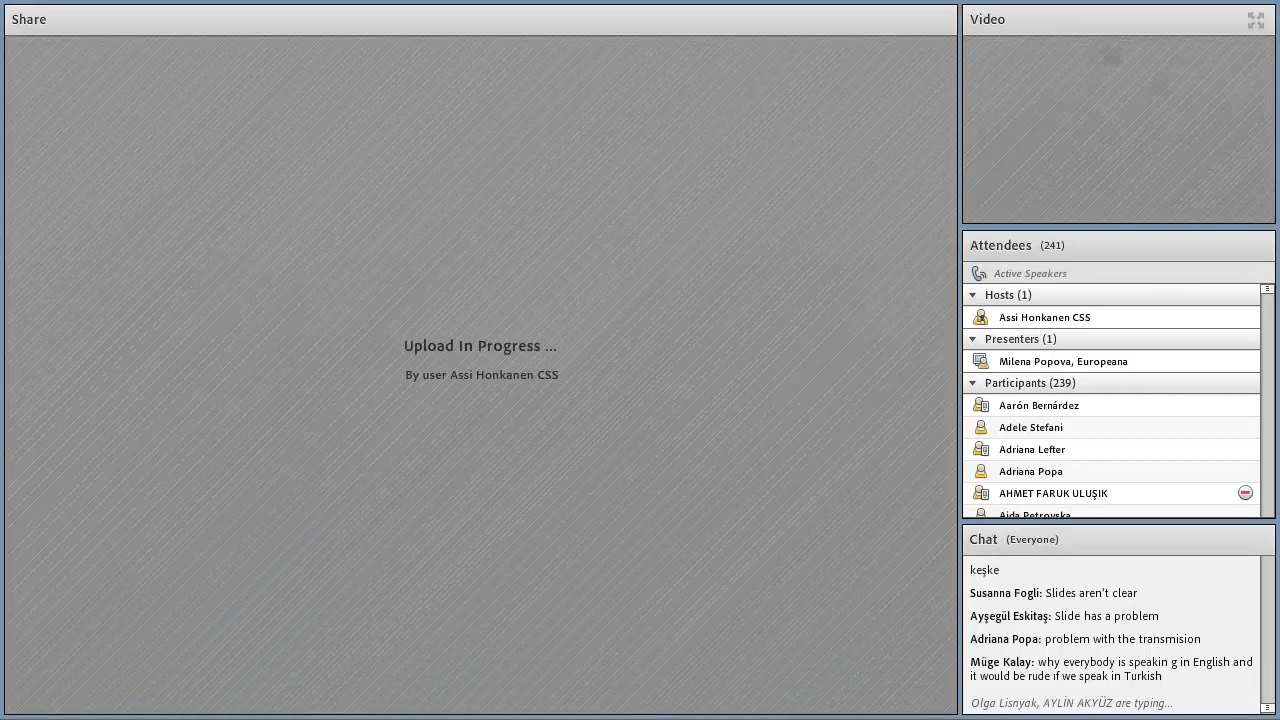 Share
Upload In Progress ...
By user Assi Honkanen CSS
Video
Attendees (241)
Active Speakers
Hosts (1)
Assi Honkanen CSS
Presenters (1)
Milena Popova, Europeana
Participants (239)
Aarón Bernárdez
Adele Stefani
Adriana Lefter
Adriana Popa
AHMET FARUK ULUŞIK
Aida Petrovska
Chat (Everyone)
keşke
Susanna Fogli: Slides aren't clear
Ayşegül Eskitaş: Slide has a problem
Adriana Popa: problem with the transmision
Müge Kalay: why everybody is speakin g in English and
it would be rude ıf we speak in Turkish
Olga Lisnyak, AYLİN AKYÜZ are typing...